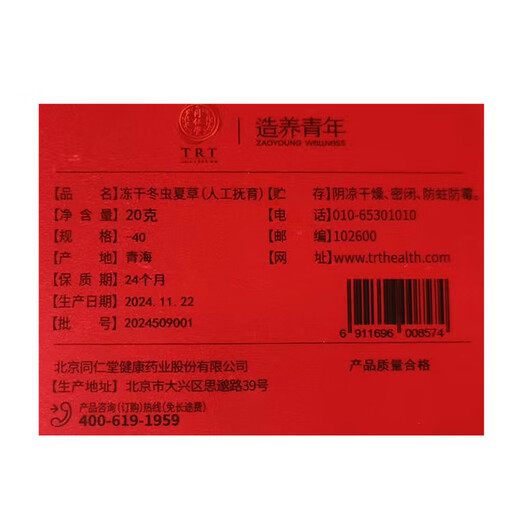 同仁堂
TRT
造养青年
ZAOYOUNG WELLNESS
【品 名】冻干冬虫夏草(人工抚育)
【净 含 量】20克
【规 格】-40
【产 地】青海
【保 质 期】24个月
【生产日期】2024.11.22
【批 号】2024509001
【贮 存】阴凉干燥、密闭、防蛀防霉。
【电 话】010-65301010
【邮 编】102600
【网 址】www.trthealth.com
6 911696 008574
产品质量合格
北京同仁堂健康药业股份有限公司
【生产地址】北京市大兴区思邈路39号
产品咨询(订购)热线(免长途费)
400-619-1959